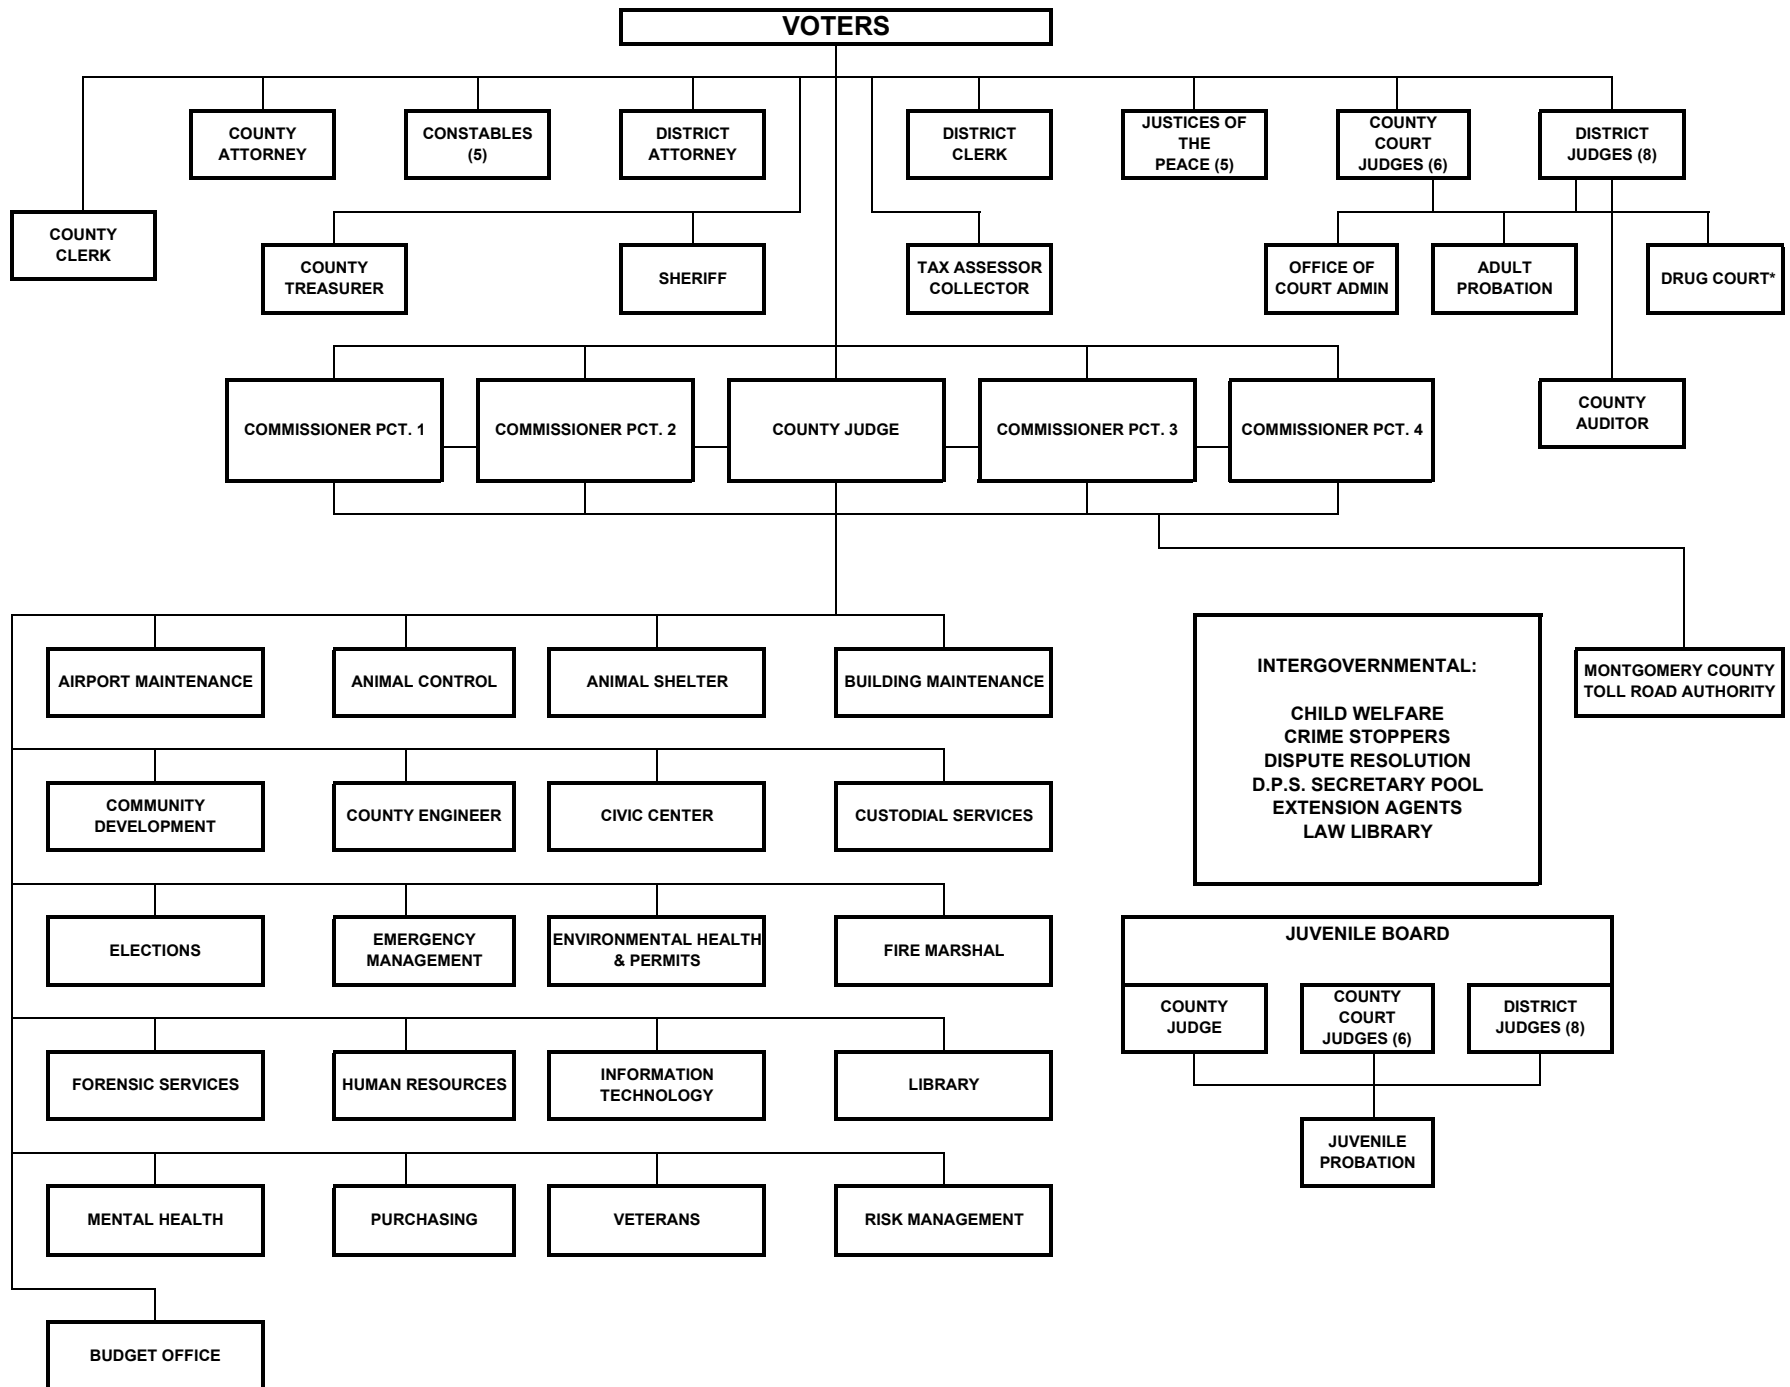 VOTERS
COUNTY
ATTORNEY
CONSTABLES
(5)
DISTRICT
ATTORNEY
DISTRICT
CLERK
JUSTICES OF
THE
PEACE (5)
COUNTY
COURT
JUDGES (6)
DISTRICT
JUDGES (8)
COUNTY
CLERK
COUNTY
TREASURER
SHERIFF
TAX ASSESSOR
COLLECTOR
OFFICE OF
COURT ADMIN
ADULT
PROBATION
DRUG COURT*
COMMISSIONER PCT. 1
COMMISSIONER PCT. 2
COUNTY JUDGE
COMMISSIONER PCT. 3
COMMISSIONER PCT. 4
COUNTY
AUDITOR
AIRPORT MAINTENANCE
ANIMAL CONTROL
ANIMAL SHELTER
BUILDING MAINTENANCE
INTERGOVERNMENTAL:
CHILD WELFARE
CRIME STOPPERS
DISPUTE RESOLUTION
D.P.S. SECRETARY POOL
EXTENSION AGENTS
LAW LIBRARY
MONTGOMERY COUNTY
TOLL ROAD AUTHORITY
COMMUNITY
DEVELOPMENT
COUNTY ENGINEER
CIVIC CENTER
CUSTODIAL SERVICES
ELECTIONS
EMERGENCY
MANAGEMENT
ENVIRONMENTAL HEALTH
& PERMITS
FIRE MARSHAL
JUVENILE BOARD
COUNTY
JUDGE
COUNTY
COURT
JUDGES (6)
DISTRICT
JUDGES (8)
FORENSIC SERVICES
HUMAN RESOURCES
INFORMATION
TECHNOLOGY
LIBRARY
JUVENILE
PROBATION
MENTAL HEALTH
PURCHASING
VETERANS
RISK MANAGEMENT
BUDGET OFFICE